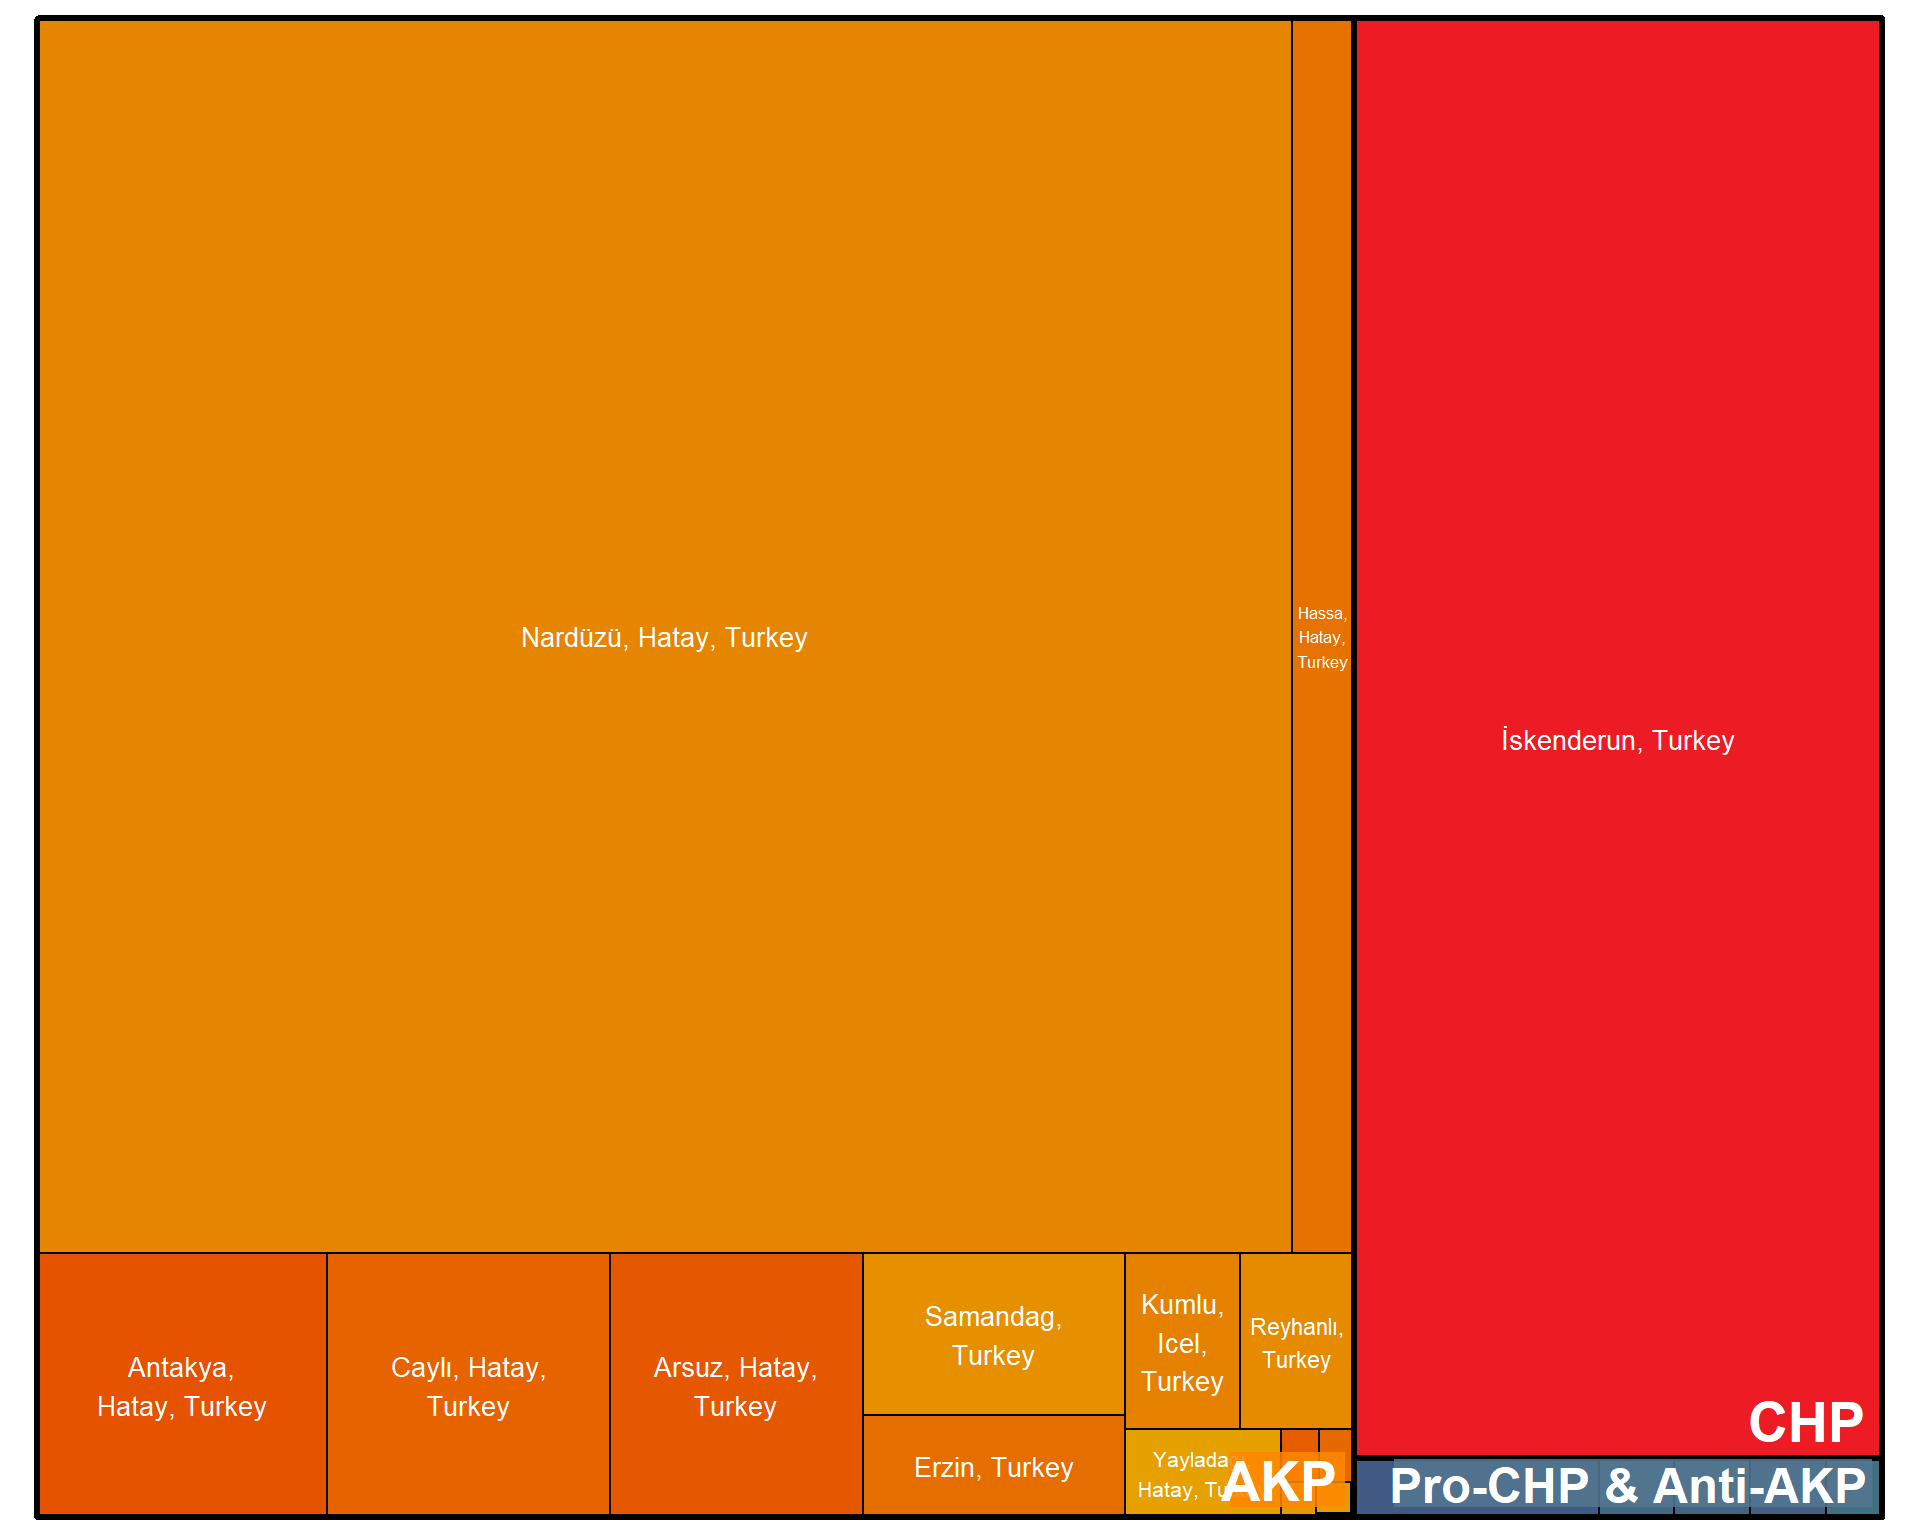 Nardüzü, Hatay, Turkey
Hassa,
Hatay,
Turkey
İskenderun, Turkey
Antakya,
Hatay, Turkey
Caylı, Hatay,
Turkey
Arsuz, Hatay,
Turkey
Samandag,
Turkey
Erzin, Turkey
Kumlu,
Icel,
Turkey
Reyhanlı,
Turkey
Hatay,
AKP
CHP
Pro-CHP & Anti-AKP